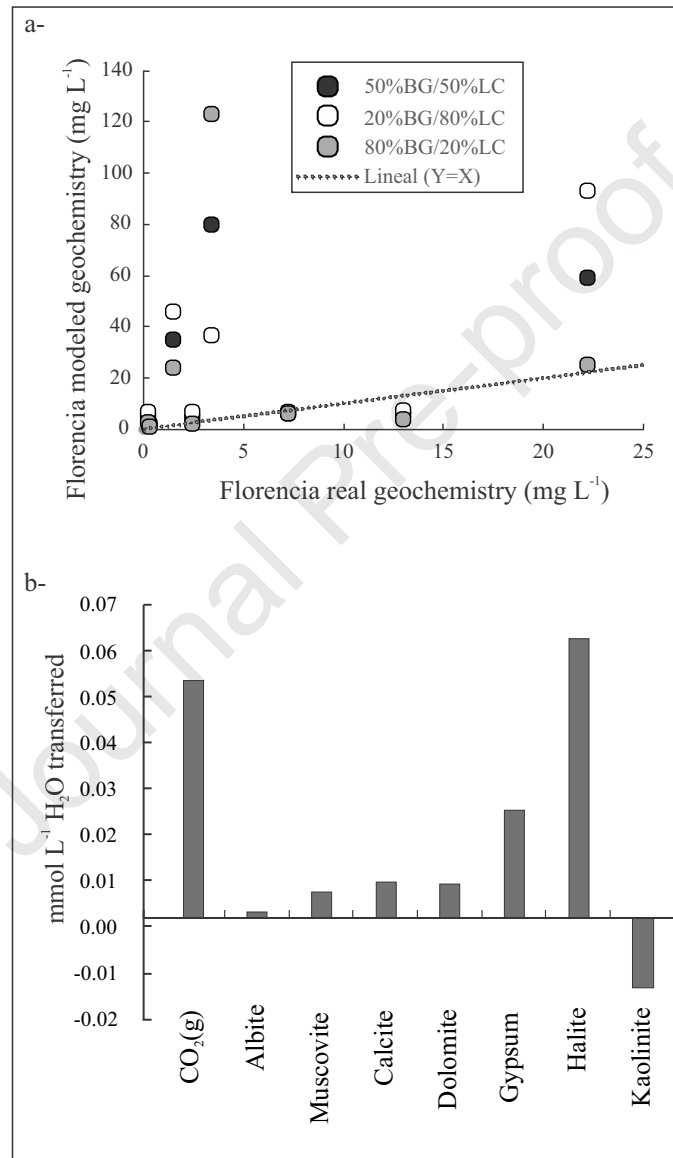 a-
Florencia modeled geochemistry (mg L⁻¹)
140
120
100
80
60
40
20
0
50%BG/50%LC
20%BG/80%LC
80%BG/20%LC
Lineal (Y=X)
0 5 10 15 20 25
Florencia real geochemistry (mg L⁻¹)
Journal Pre-proof
b-
mmol L⁻¹ H₂O transferred
0.07
0.06
0.05
0.04
0.03
0.02
0.01
0.00
-0.01
-0.02
CO₂(g)
Albite
Muscovite
Calcite
Dolomite
Gypsum
Halite
Kaolinite